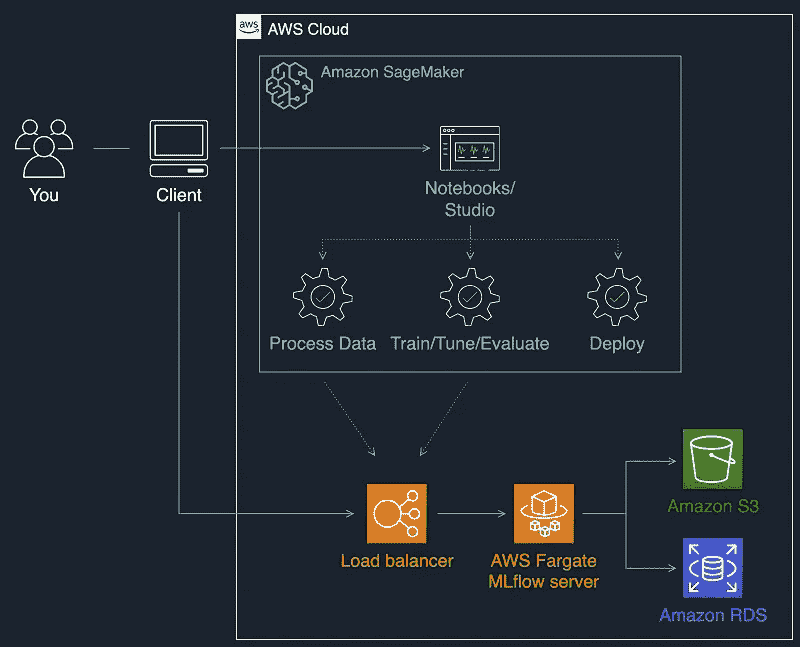 aws
AWS Cloud
Amazon SageMaker
You
Client
Notebooks/
Studio
Process Data
Train/Tune/Evaluate
Deploy
Load balancer
AWS Fargate
MLflow server
Amazon S3
Amazon RDS